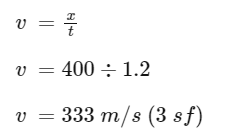 v = x/t
v = 400 ÷ 1.2
v = 333 m/s (3 sf)